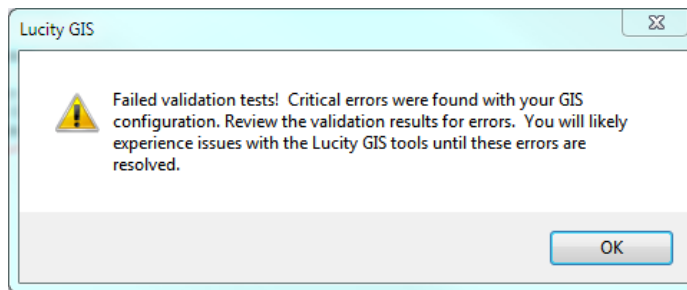 Lucity GIS
Failed validation tests! Critical errors were found with your GIS
configuration. Review the validation results for errors. You will likely
experience issues with the Lucity GIS tools until these errors are
resolved.
OK